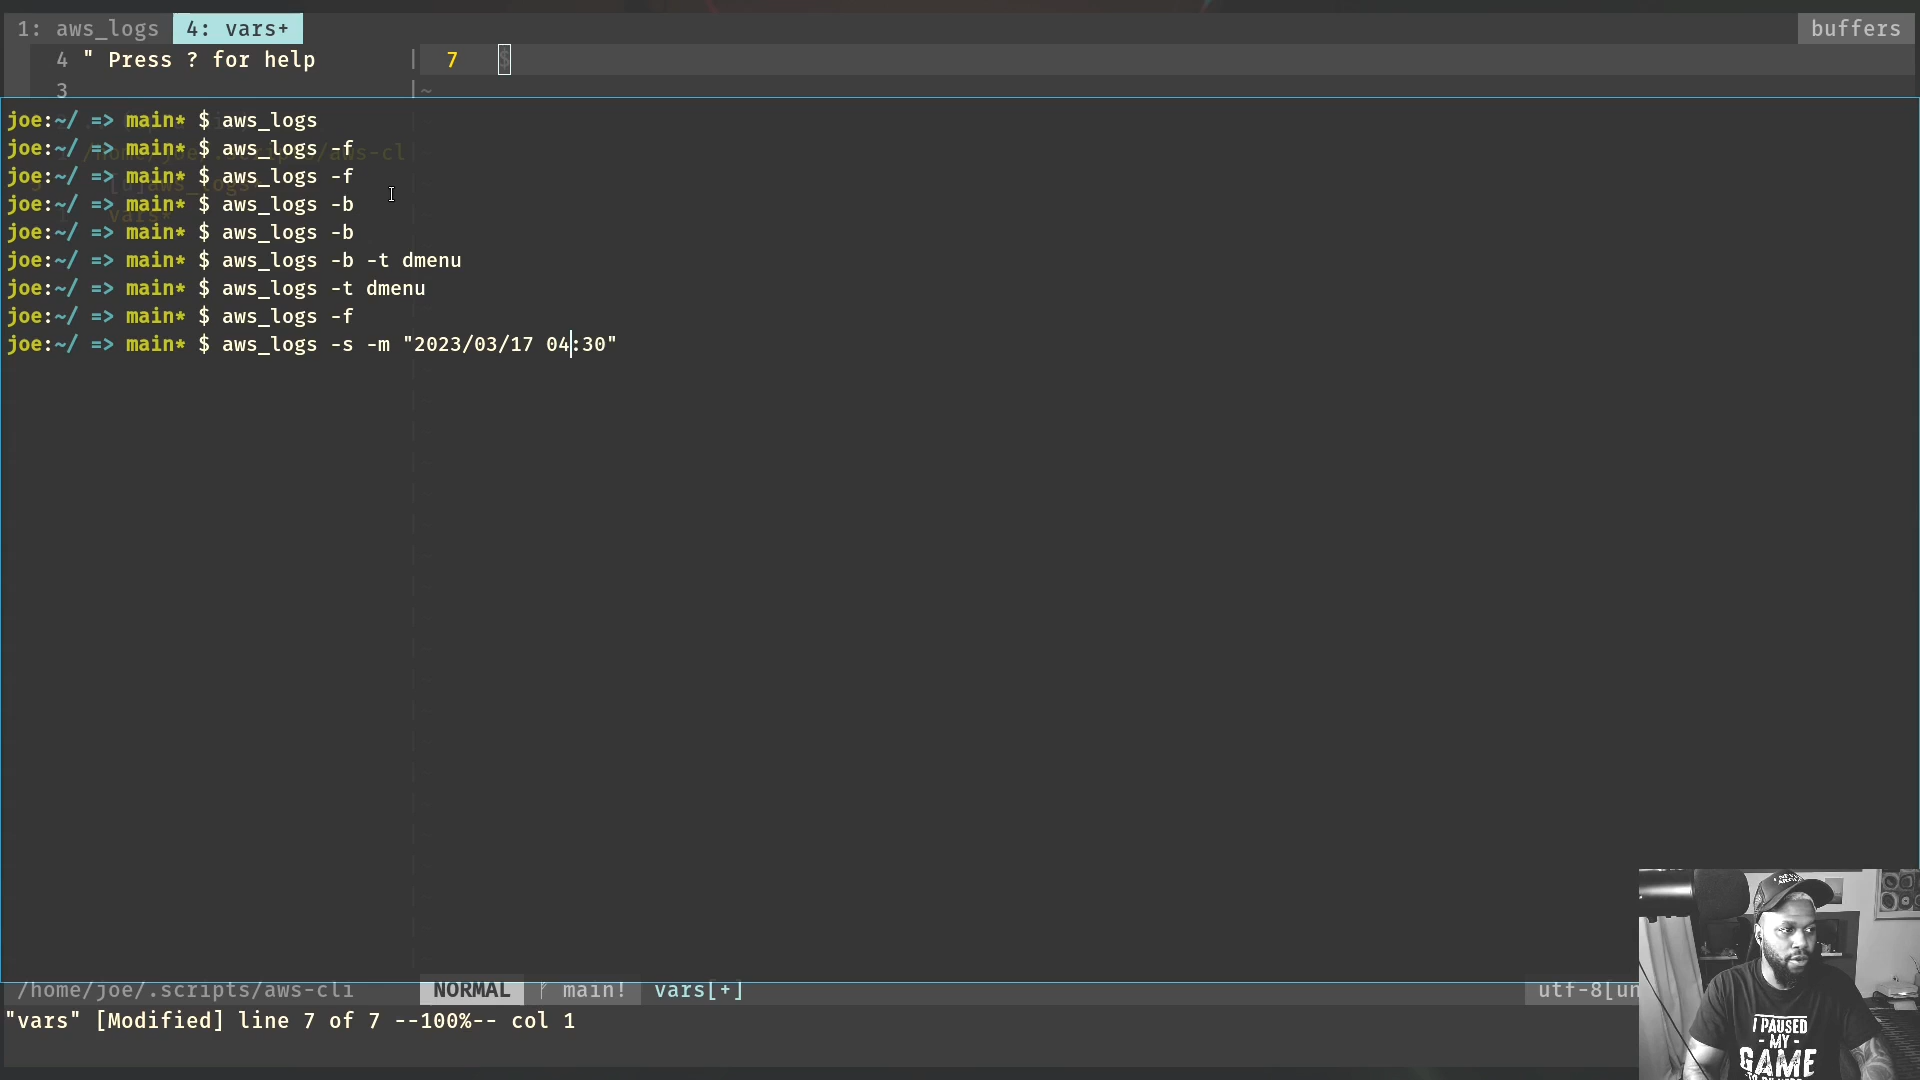 1: aws_logs 4: vars+ buffers
4 " Press ? for help | 7 $
3 |~
joe:~/ => main* $ aws_logs
joe:~/ => main* $ aws_logs -f
joe:~/ => main* $ aws_logs -f
joe:~/ => main* $ aws_logs -b
joe:~/ => main* $ aws_logs -b
joe:~/ => main* $ aws_logs -b -t dmenu
joe:~/ => main* $ aws_logs -t dmenu
joe:~/ => main* $ aws_logs -f
joe:~/ => main* $ aws_logs -s -m "2023/03/17 04:30"
/home/joe/.scripts/aws-cli NORMAL main! vars[+] utf-8[un
"vars" [Modified] line 7 of 7 --100%-- col 1
I PAUSED
- MY -
GAME